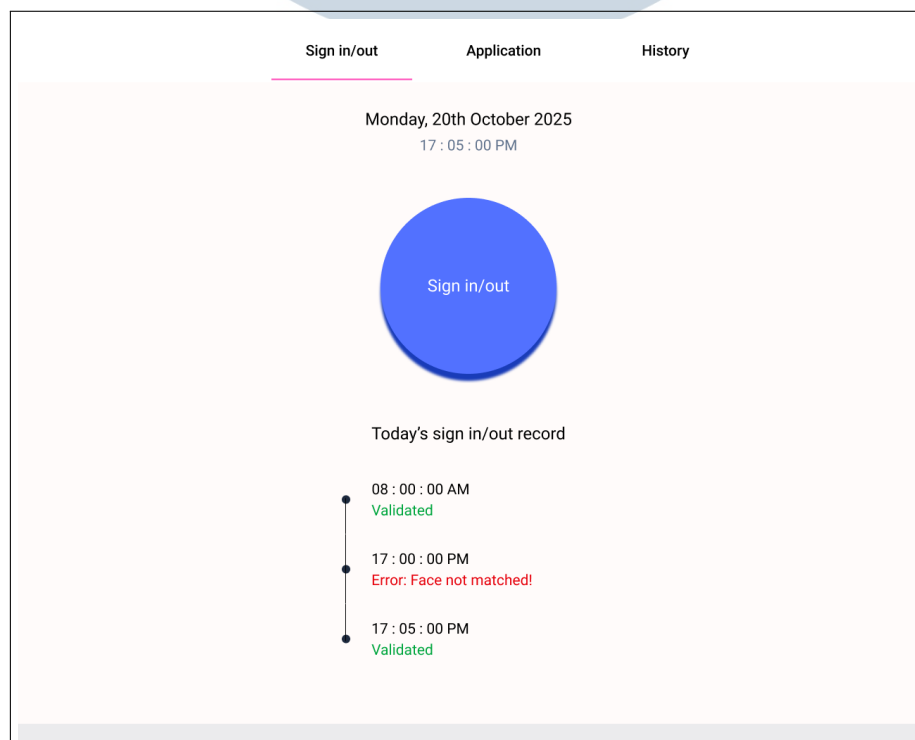 Sign in/out Application History
Monday, 20th October 2025
17 : 05 : 00 PM
Sign in/out
Today’s sign in/out record
08 : 00 : 00 AM
Validated
17 : 00 : 00 PM
Error: Face not matched!
17 : 05 : 00 PM
Validated